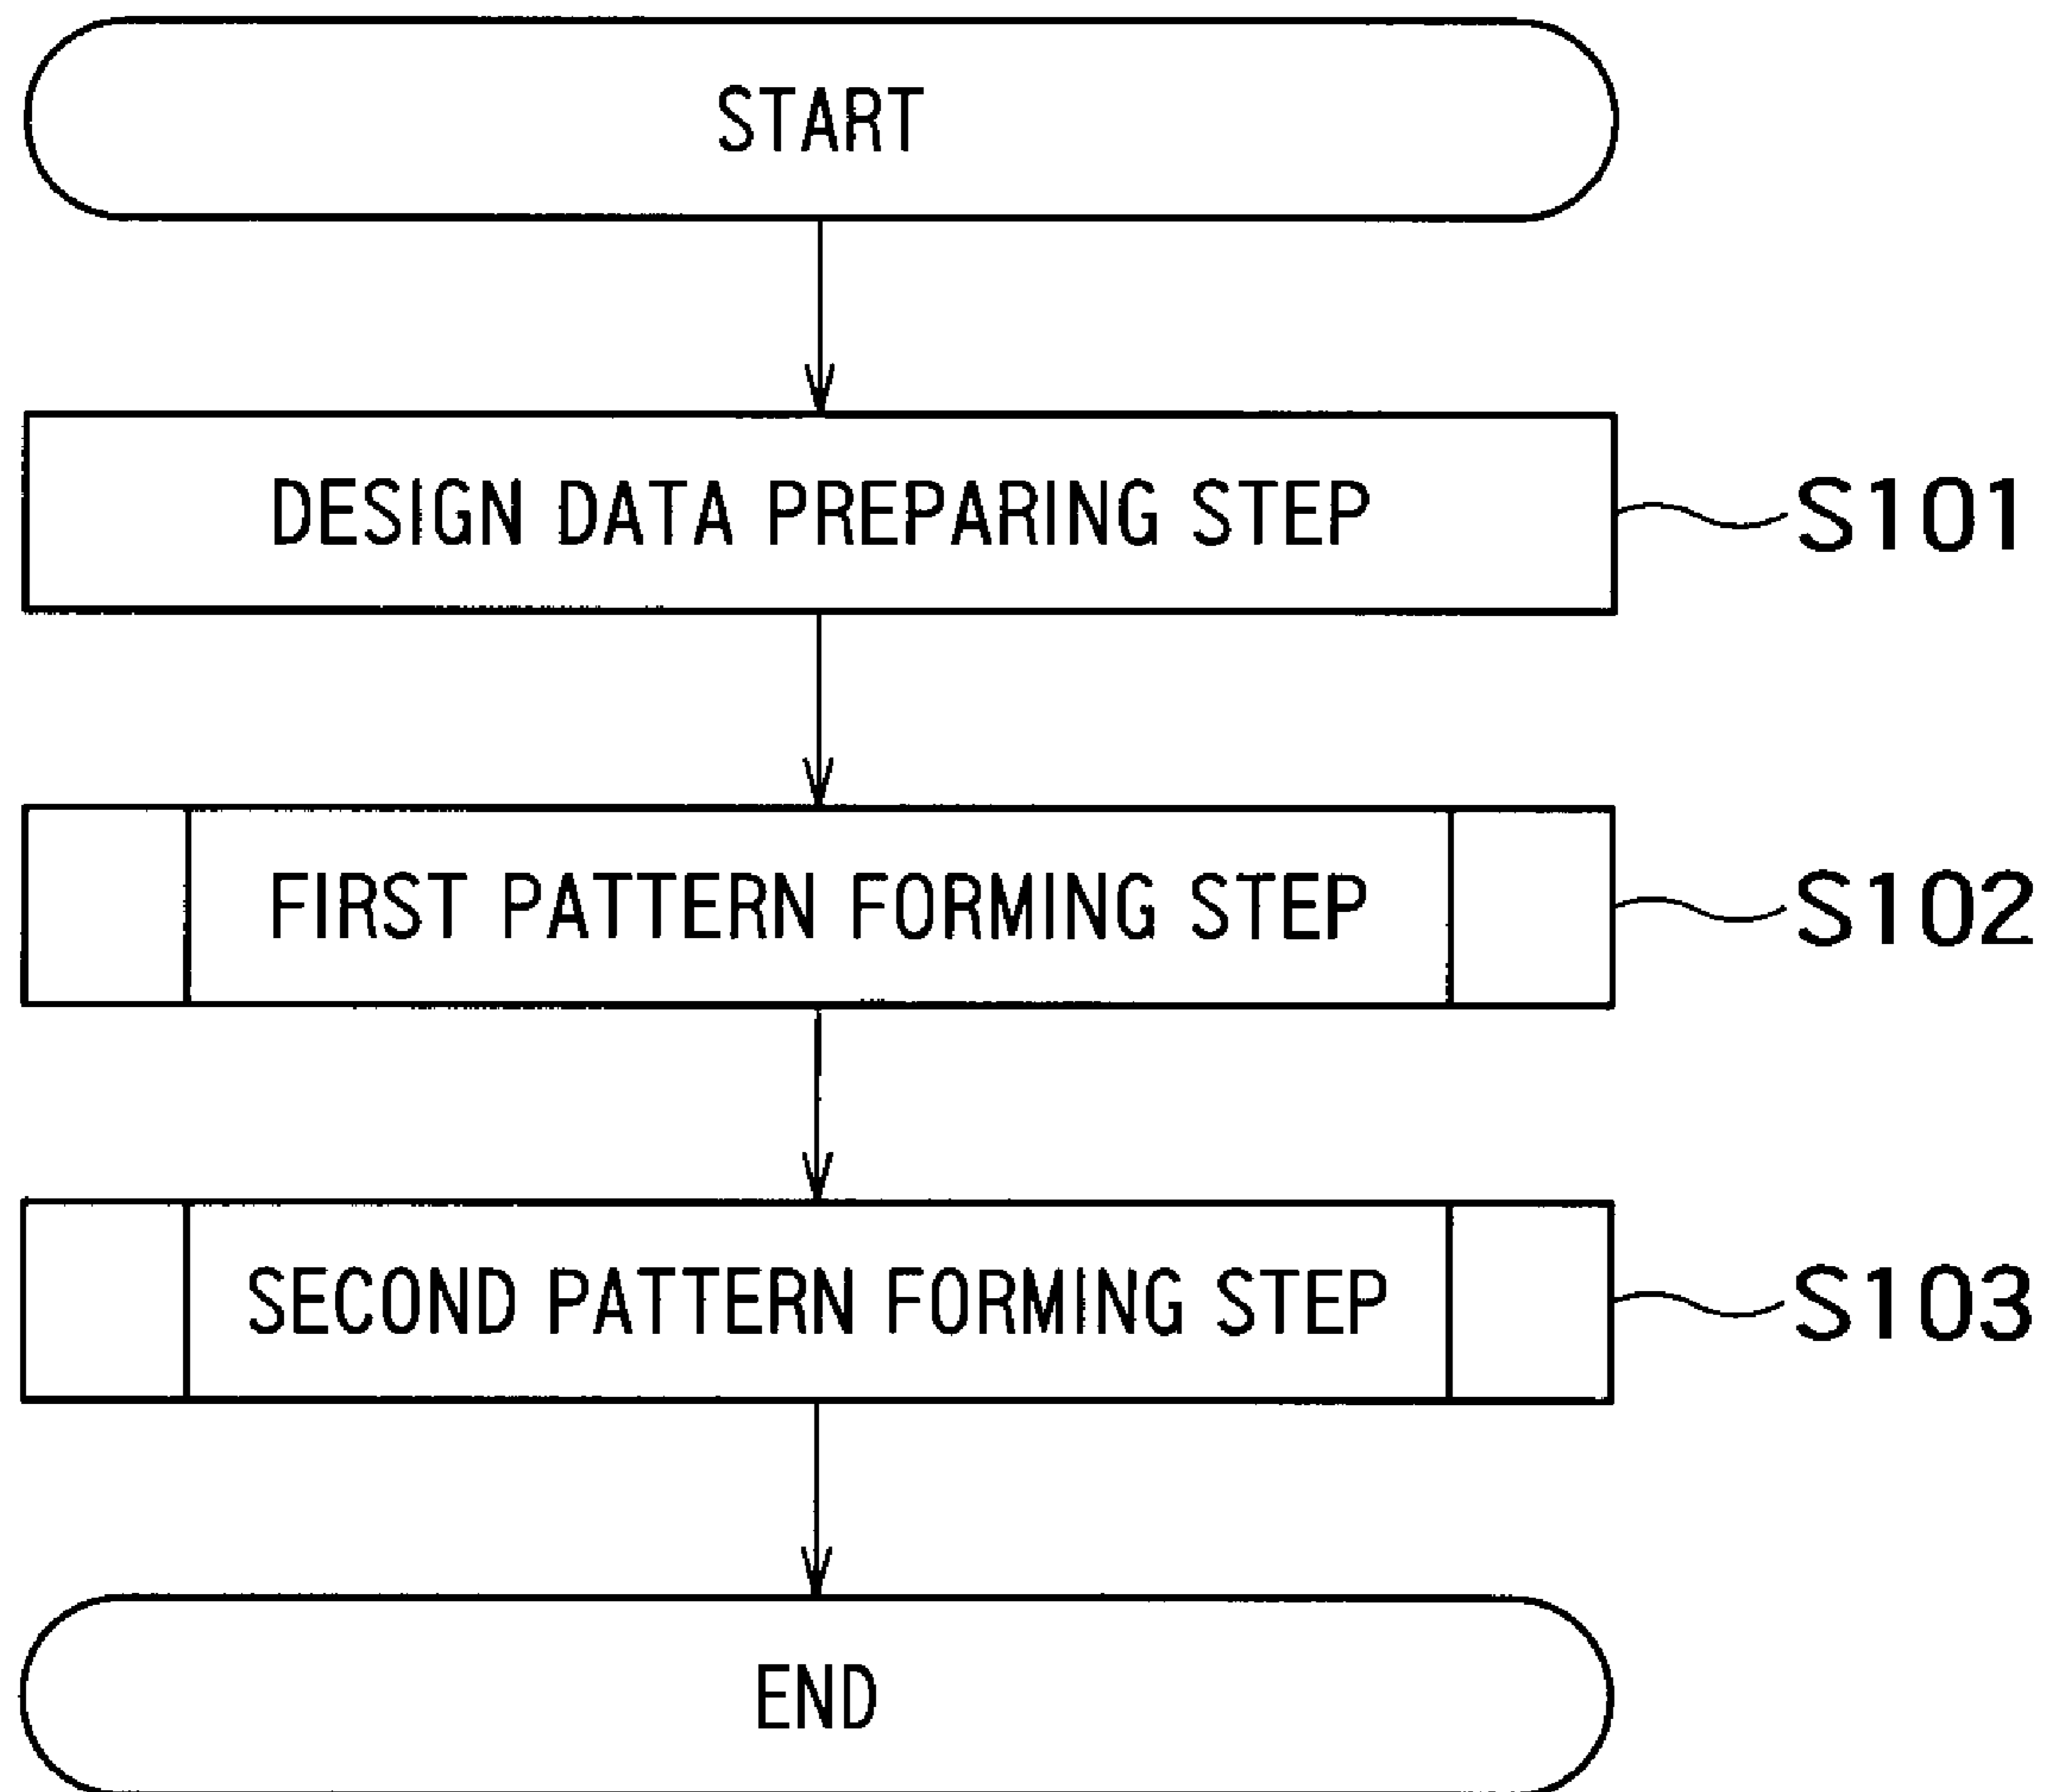 START
DESIGN DATA PREPARING STEP
S101
FIRST PATTERN FORMING STEP
S102
SECOND PATTERN FORMING STEP
S103
END